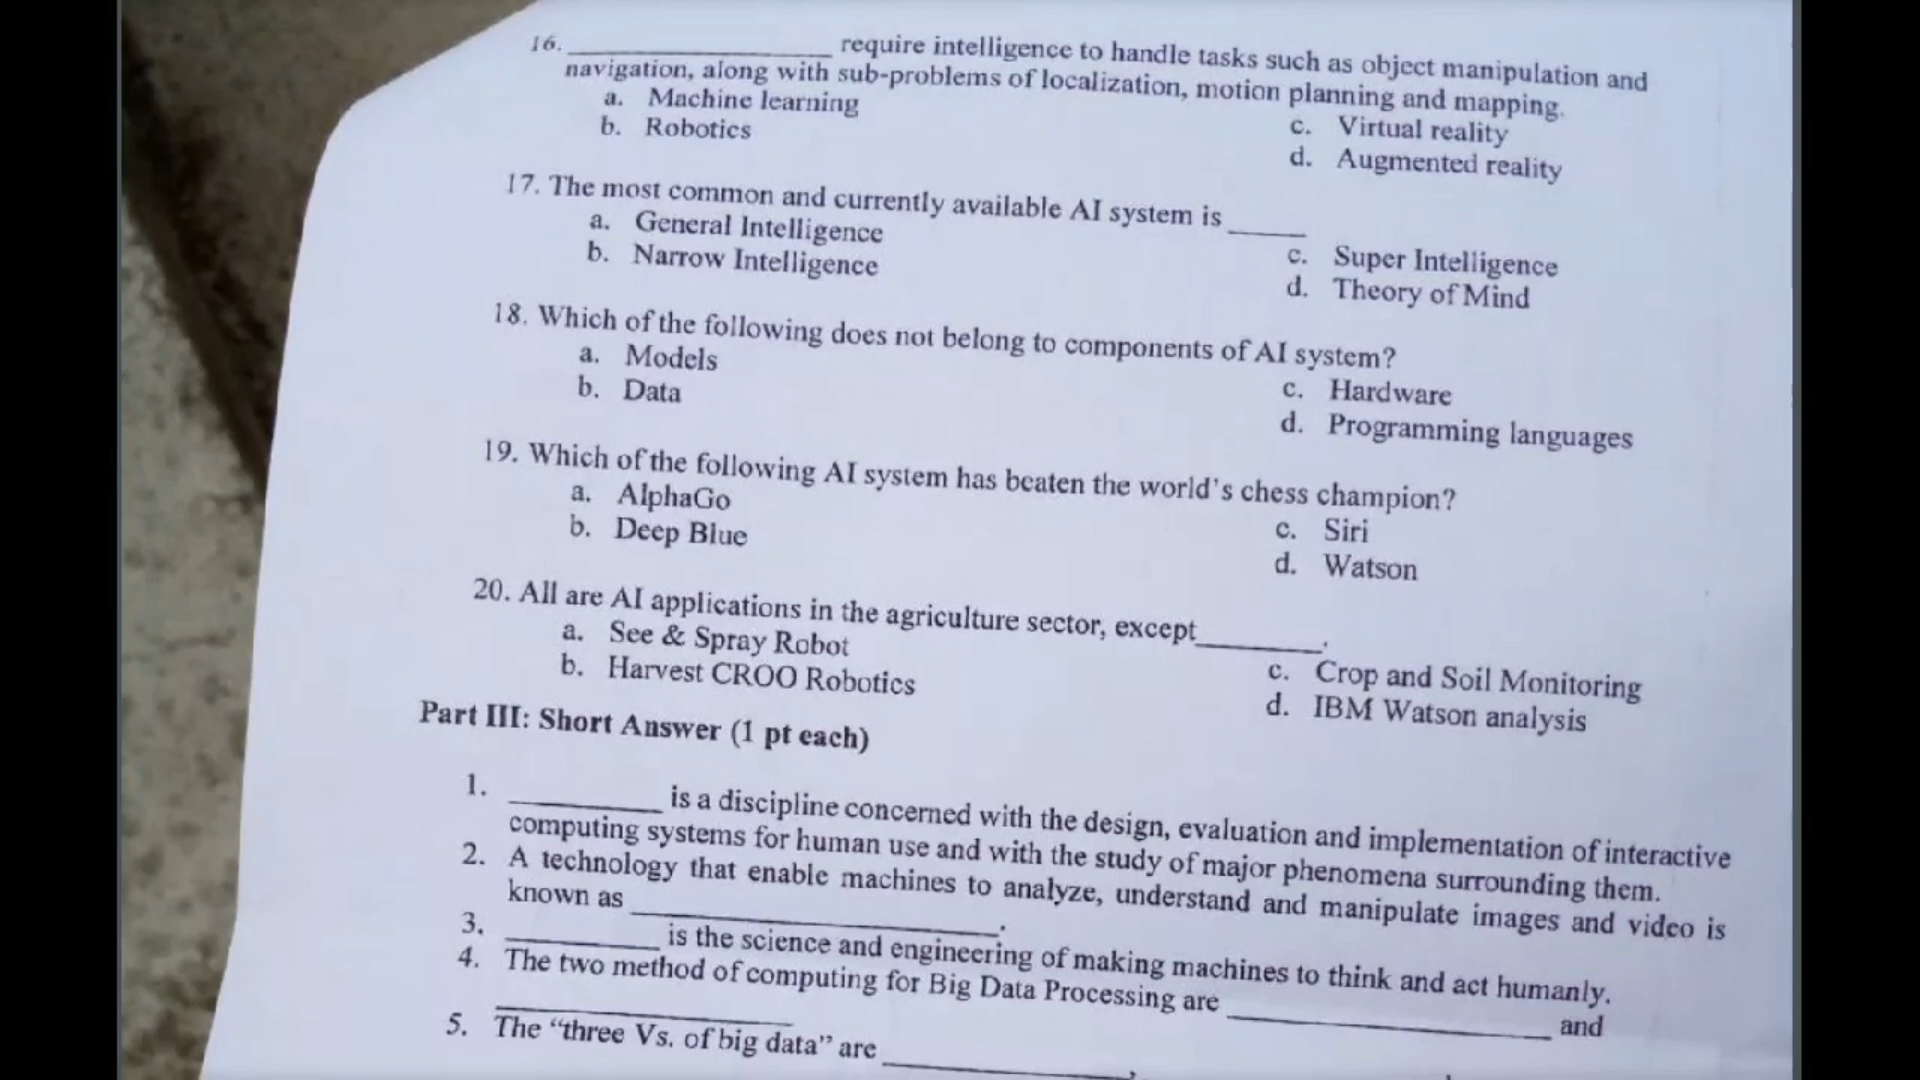 16. ____________ require intelligence to handle tasks such as object manipulation and
navigation, along with sub-problems of localization, motion planning and mapping.
a. Machine learning
b. Robotics
c. Virtual reality
d. Augmented reality
17. The most common and currently available AI system is _____
a. General Intelligence
b. Narrow Intelligence
c. Super Intelligence
d. Theory of Mind
18. Which of the following does not belong to components of AI system?
a. Models
b. Data
c. Hardware
d. Programming languages
19. Which of the following AI system has beaten the world's chess champion?
a. AlphaGo
b. Deep Blue
c. Siri
d. Watson
20. All are AI applications in the agriculture sector, except________.
a. See & Spray Robot
b. Harvest CROO Robotics
c. Crop and Soil Monitoring
d. IBM Watson analysis
Part III: Short Answer (1 pt each)
1. __________ is a discipline concerned with the design, evaluation and implementation of interactive
computing systems for human use and with the study of major phenomena surrounding them.
2. A technology that enable machines to analyze, understand and manipulate images and video is
known as ____________________.
3. __________ is the science and engineering of making machines to think and act humanly.
4. The two method of computing for Big Data Processing are ____________________ and
____________________
5. The “three Vs. of big data” are ________________,